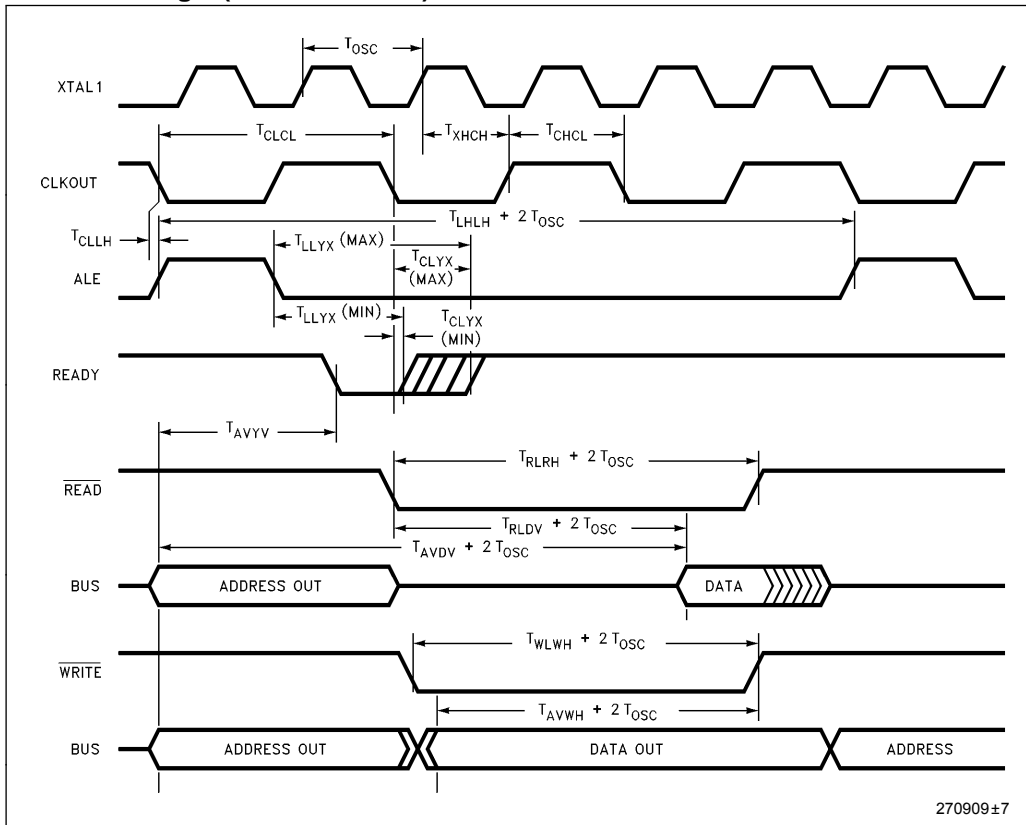 T_OSC
XTAL1
T_CLCL
T_XHCH
T_CHCL
CLKOUT
T_LHLH + 2 T_OSC
T_CLLH
T_LLYX (MAX)
T_CLYX
(MAX)
ALE
T_LLYX (MIN)
T_CLYX
(MIN)
READY
T_AVYV
T_RLRH + 2 T_OSC
READ
T_RLDV + 2 T_OSC
T_AVDV + 2 T_OSC
BUS
ADDRESS OUT
DATA
T_WLWH + 2 T_OSC
WRITE
T_AVWH + 2 T_OSC
BUS
ADDRESS OUT
DATA OUT
ADDRESS
270909±7